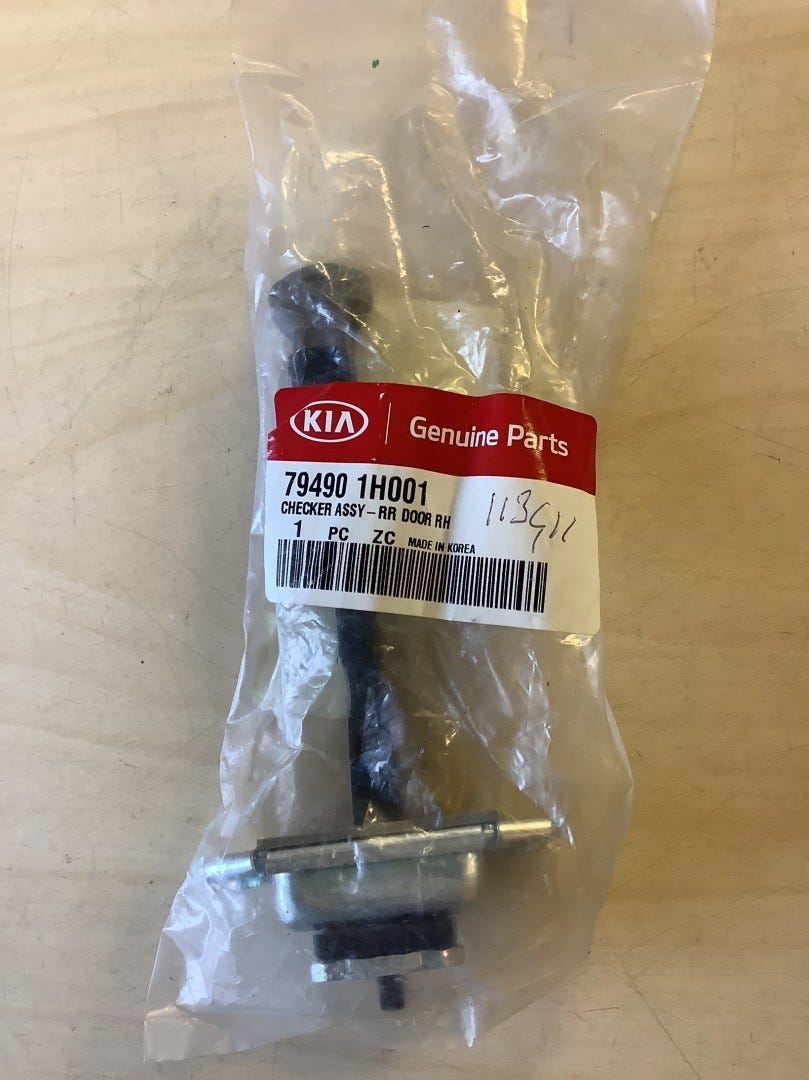 KIA Genuine Parts
79490 1H001
CHECKER ASSY-RR DOOR RH
1 PC ZC MADE IN KOREA